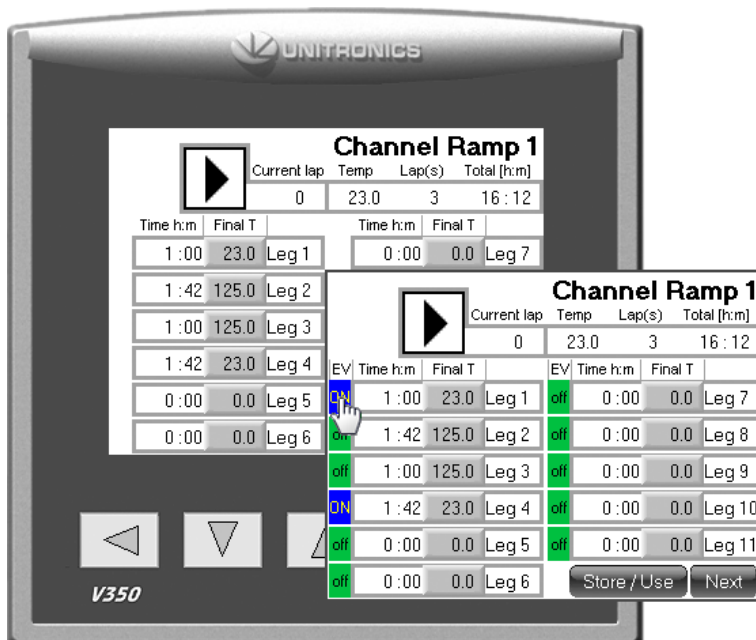 UNITRONICS
Channel Ramp 1
Current lap Temp Lap(s) Total [h:m]
0 23.0 3 16:12
Time h:m Final T Time h:m Final T
1:00 23.0 Leg 1 0:00 0.0 Leg 7
1:42 125.0 Leg 2
1:00 125.0 Leg 3
1:42 23.0 Leg 4
0:00 0.0 Leg 5
0:00 0.0 Leg 6
Channel Ramp 1
Current lap Temp Lap(s) Total [h:m]
0 23.0 3 16:12
EV Time h:m Final T EV Time h:m Final T
ON 1:00 23.0 Leg 1 off 0:00 0.0 Leg 7
off 1:42 125.0 Leg 2 off 0:00 0.0 Leg 8
off 1:00 125.0 Leg 3 off 0:00 0.0 Leg 9
ON 1:42 23.0 Leg 4 off 0:00 0.0 Leg 10
off 0:00 0.0 Leg 5 off 0:00 0.0 Leg 11
off 0:00 0.0 Leg 6 Store / Use Next
V350